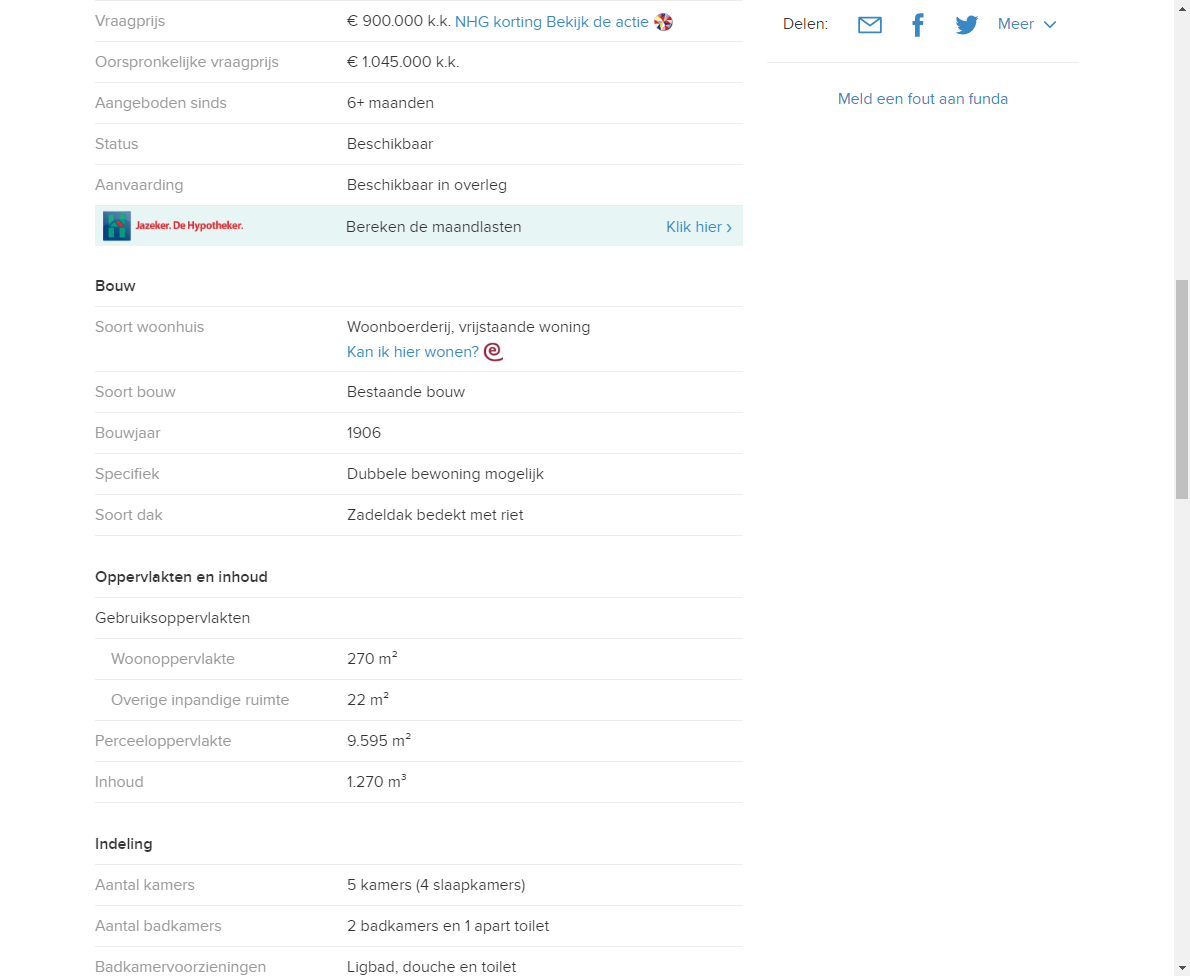 Vraagprijs € 900.000 k.k. NHG korting Bekijk de actie
Oorspronkelijke vraagprijs € 1.045.000 k.k.
Aangeboden sinds 6+ maanden
Status Beschikbaar
Aanvaarding Beschikbaar in overleg
Jazeker. De Hypotheker. Bereken de maandlasten Klik hier ›
Bouw
Soort woonhuis Woonboerderij, vrijstaande woning
Kan ik hier wonen?
Soort bouw Bestaande bouw
Bouwjaar 1906
Specifiek Dubbele bewoning mogelijk
Soort dak Zadeldak bedekt met riet
Oppervlakten en inhoud
Gebruiksoppervlakten
Woonoppervlakte 270 m²
Overige inpandige ruimte 22 m²
Perceeloppervlakte 9.595 m²
Inhoud 1.270 m³
Indeling
Aantal kamers 5 kamers (4 slaapkamers)
Aantal badkamers 2 badkamers en 1 apart toilet
Badkamervoorzieningen Ligbad, douche en toilet
Delen: Meer
Meld een fout aan funda